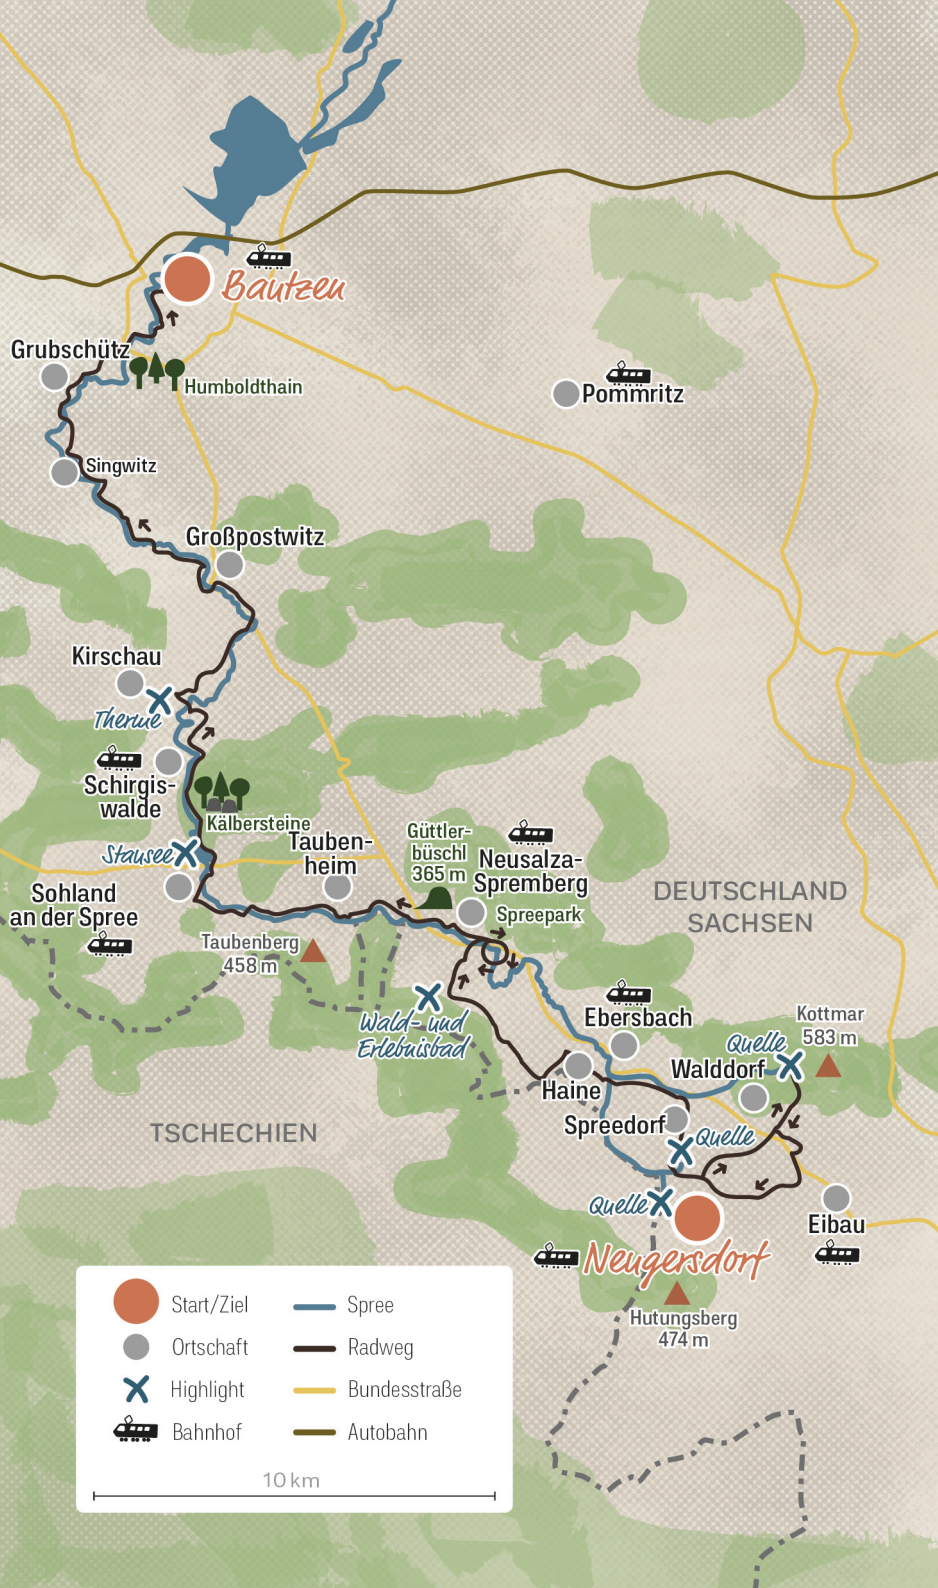 Bautzen
Grubschütz
Humboldthain
Pommritz
Singwitz
Großpostwitz
Kirschau
Therme
Schirgis-
walde
Kälbersteine
Stausee
Tauben-
heim
Güttler-
büschl
365 m
Neusalza-
Spremberg
Spreepark
DEUTSCHLAND
SACHSEN
Sohland
an der Spree
Taubenberg
458 m
Wald- und
Erlebnisbad
Ebersbach
Kottmar
583 m
Quelle
Walddorf
Haine
Spreedorf
Quelle
TSCHECHIEN
Quelle
Eibau
Neugersdorf
Hutungsberg
474 m
Start/Ziel
Spree
Ortschaft
Radweg
Highlight
Bundesstraße
Bahnhof
Autobahn
10 km